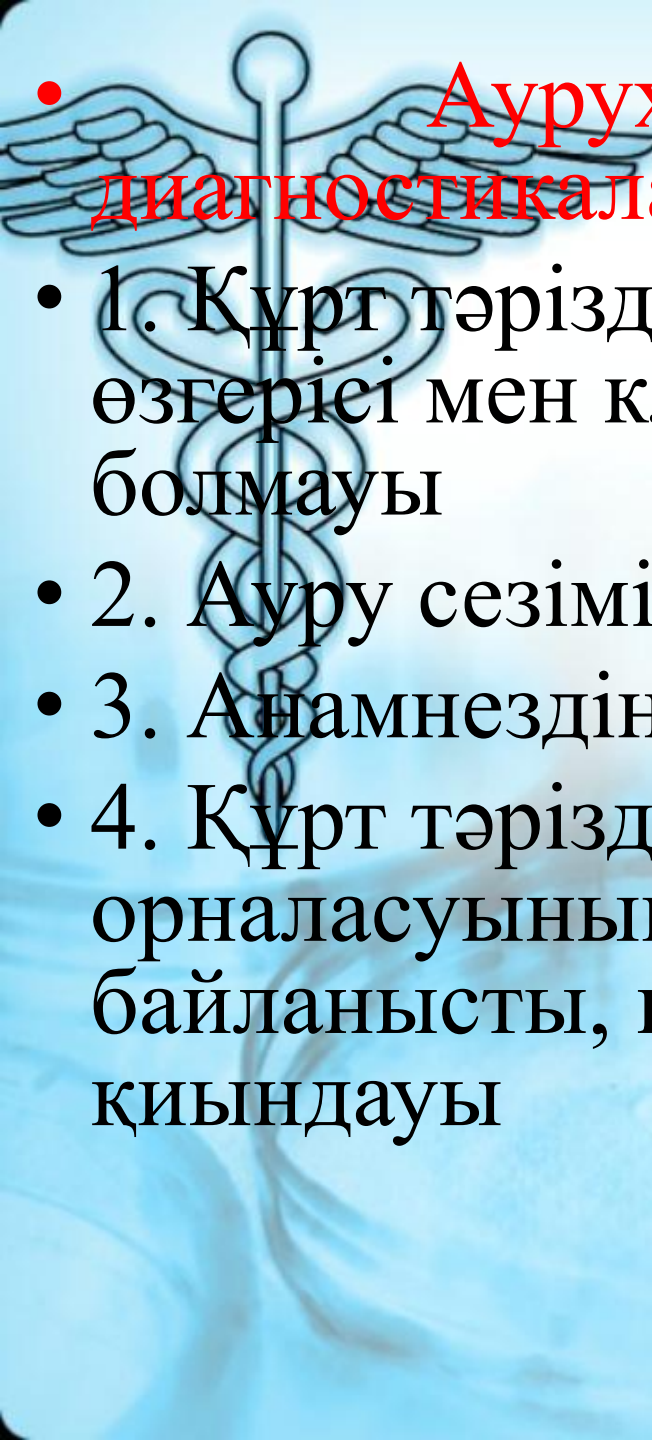 • Аурух
диагностикала
• 1. Құрт тәрізд
өзгерісі мен к
болмауы
• 2. Ауру сезімі
• 3. Анамнездің
• 4. Құрт тәрізд
орналасуының
байланысты,
қиындауы